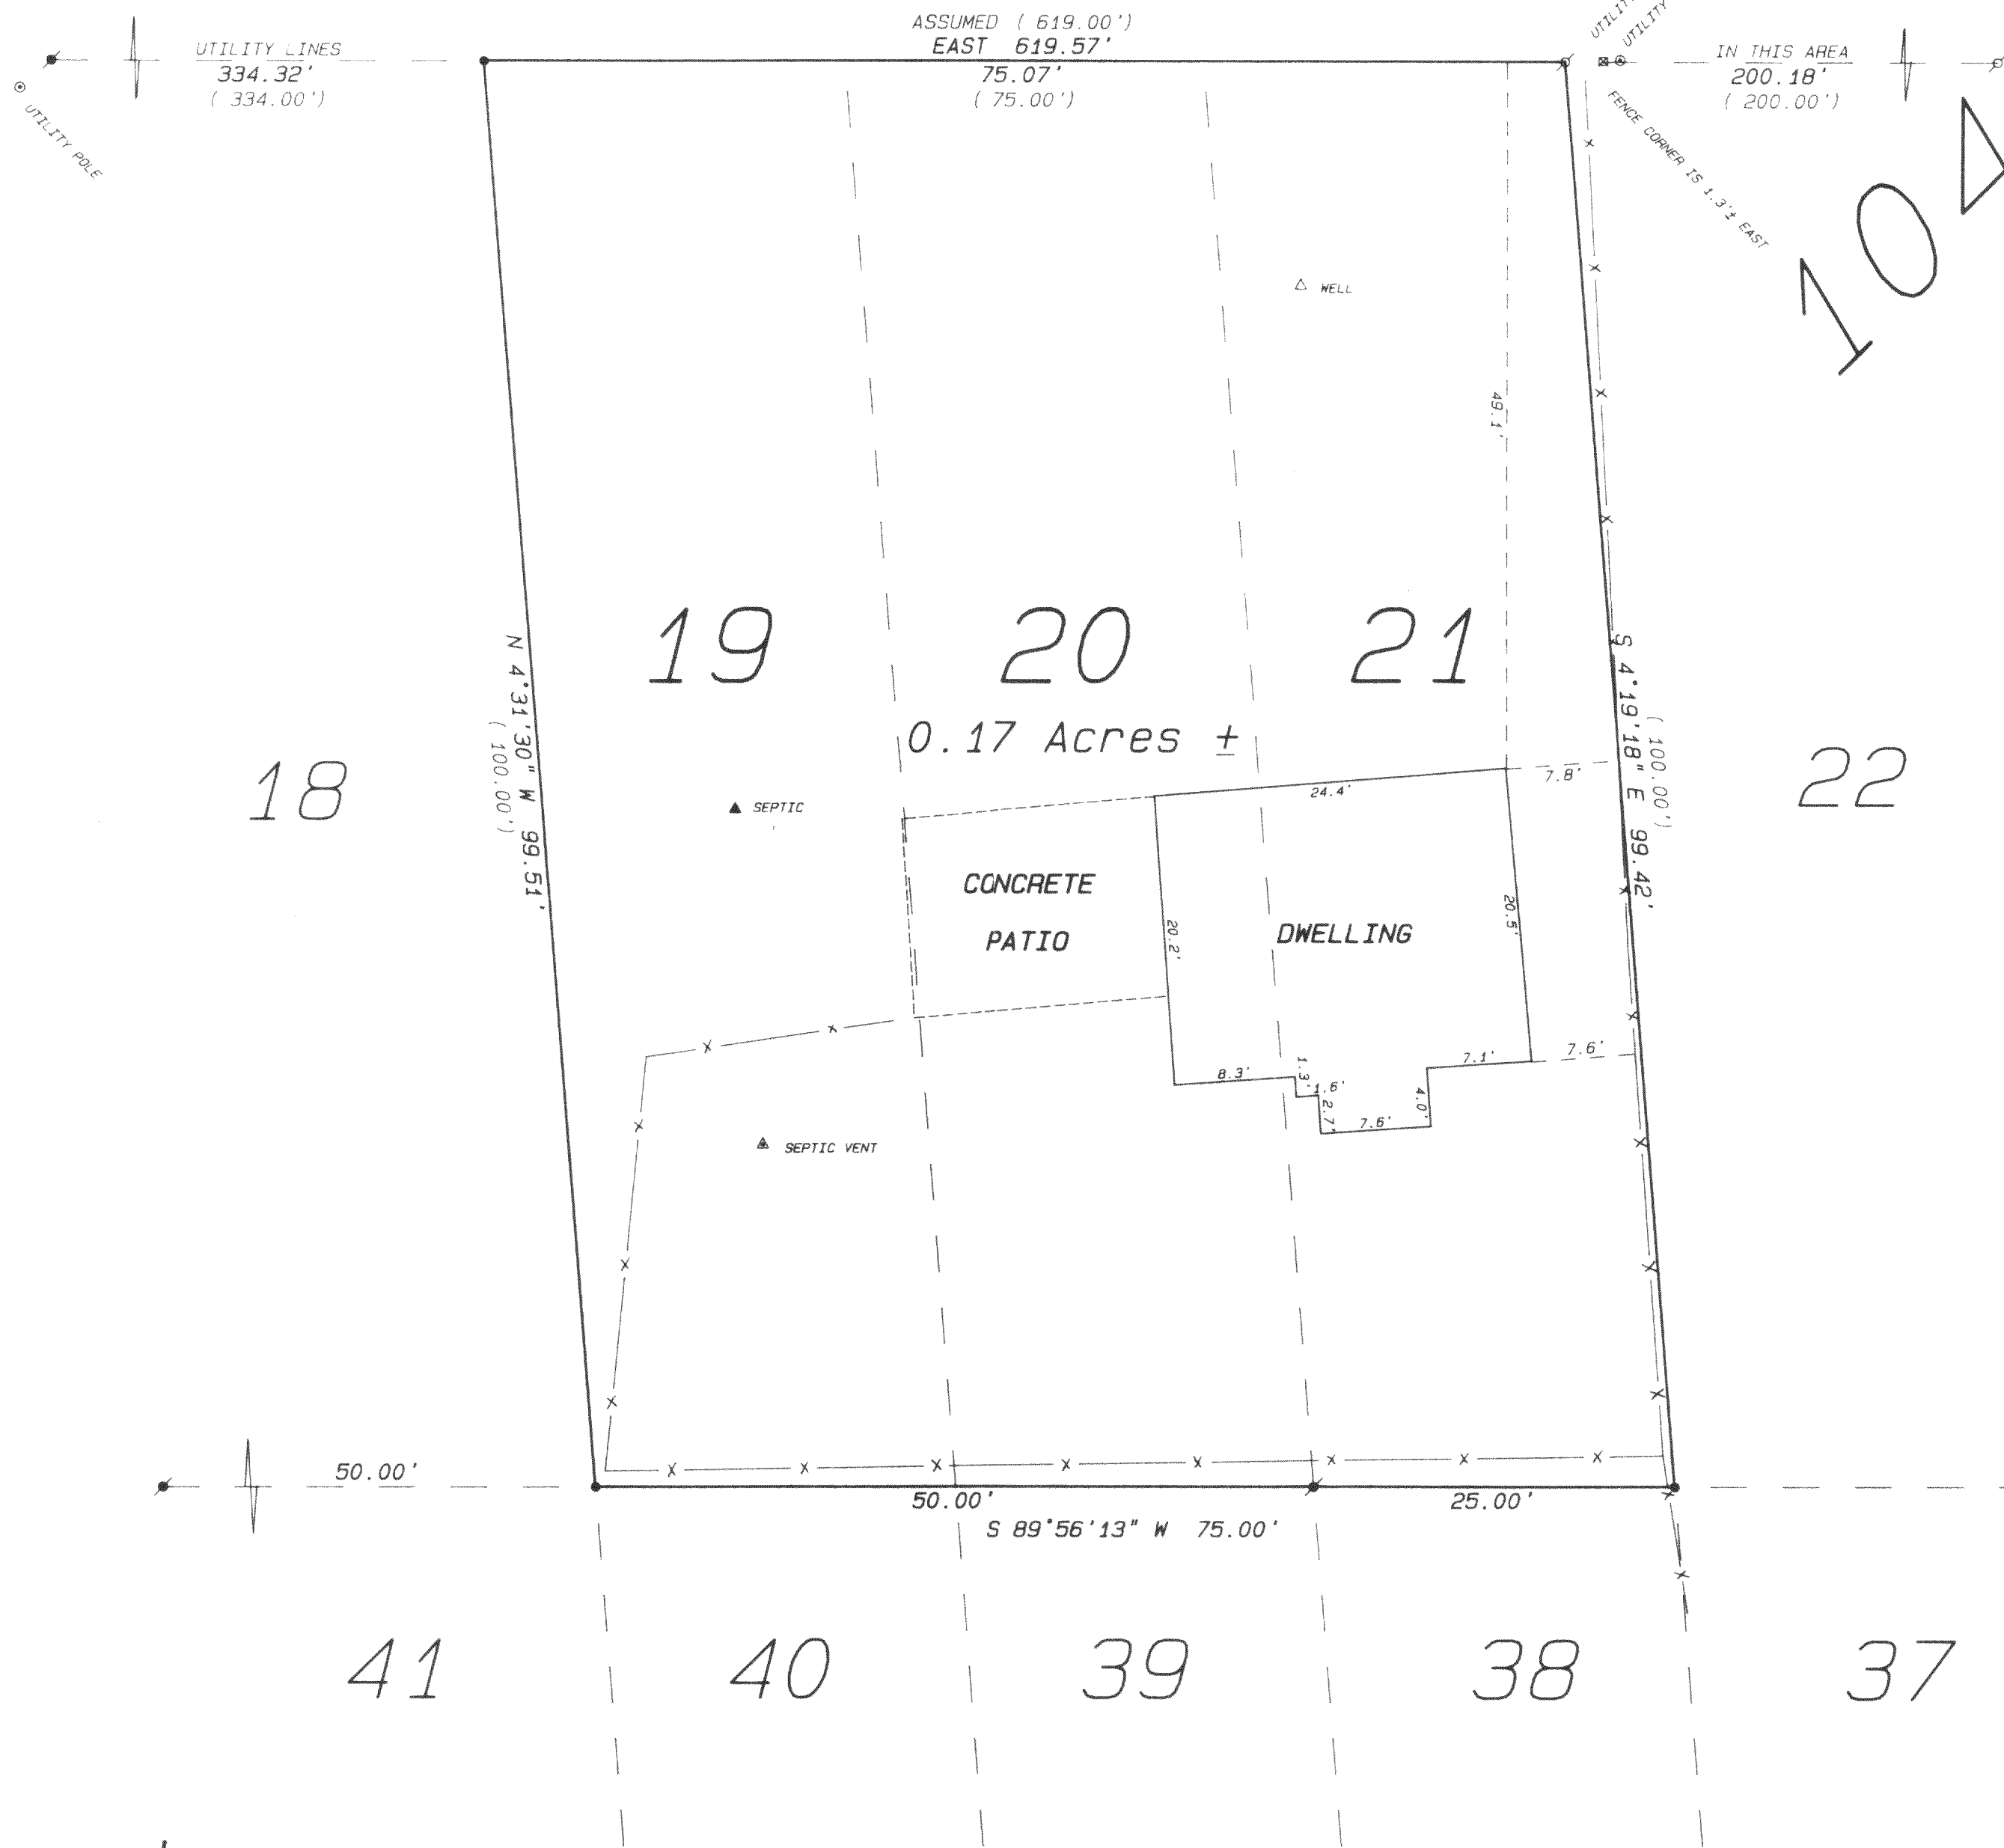 ASSUMED ( 619.00')
EAST 619.57'
UTILITY LINES
334.32'
( 334.00')
75.07'
( 75.00')
UTILITY
UTILITY
IN THIS AREA
200.18'
( 200.00')
UTILITY POLE
FENCE CORNER IS 1.3'± EAST
104
WELL
49.1'
19
20
21
0.17 Acres ±
N 4°31'30" W 99.51'
( 100.00')
S 4°19'18" E 99.42'
( 100.00')
18
22
SEPTIC
24.4'
7.8'
CONCRETE
PATIO
20.2'
DWELLING
20.5'
8.3'
1.3'
1.6'
2.7'
7.6'
4.0'
7.1'
7.6'
SEPTIC VENT
50.00'
50.00'
25.00'
S 89°56'13" W 75.00'
41
40
39
38
37